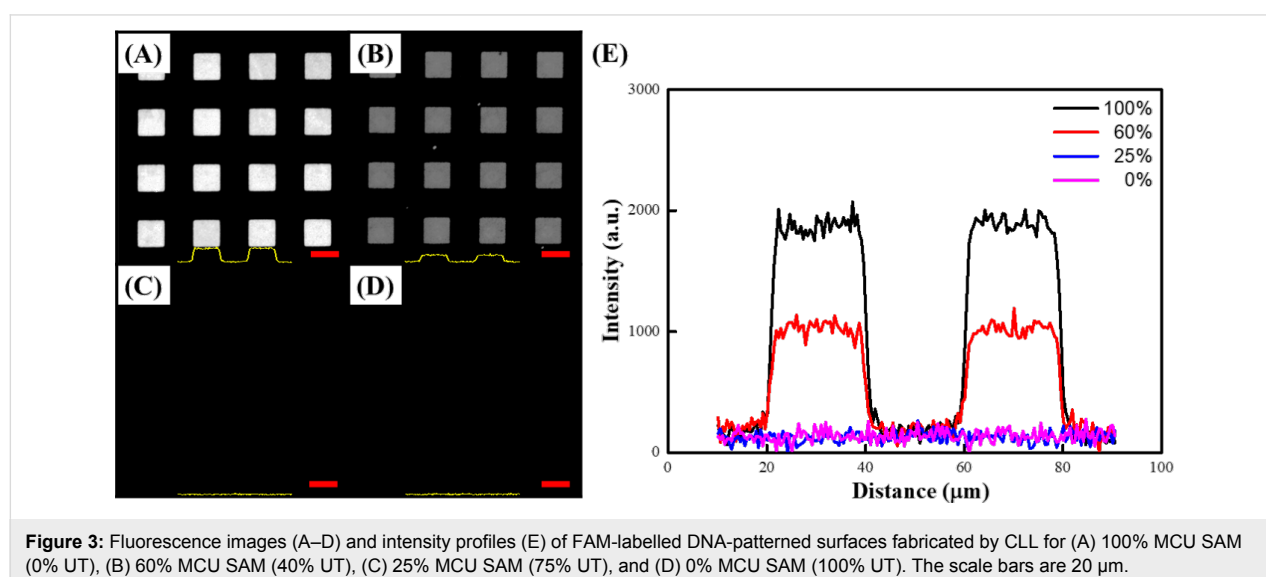 (A)
(B)
(C)
(D)
(E)
3000
2000
1000
0
Intensity (a.u.)
100%
60%
25%
0%
0 20 40 60 80 100
Distance (μm)
Figure 3: Fluorescence images (A–D) and intensity profiles (E) of FAM-labelled DNA-patterned surfaces fabricated by CLL for (A) 100% MCU SAM
(0% UT), (B) 60% MCU SAM (40% UT), (C) 25% MCU SAM (75% UT), and (D) 0% MCU SAM (100% UT). The scale bars are 20 μm.